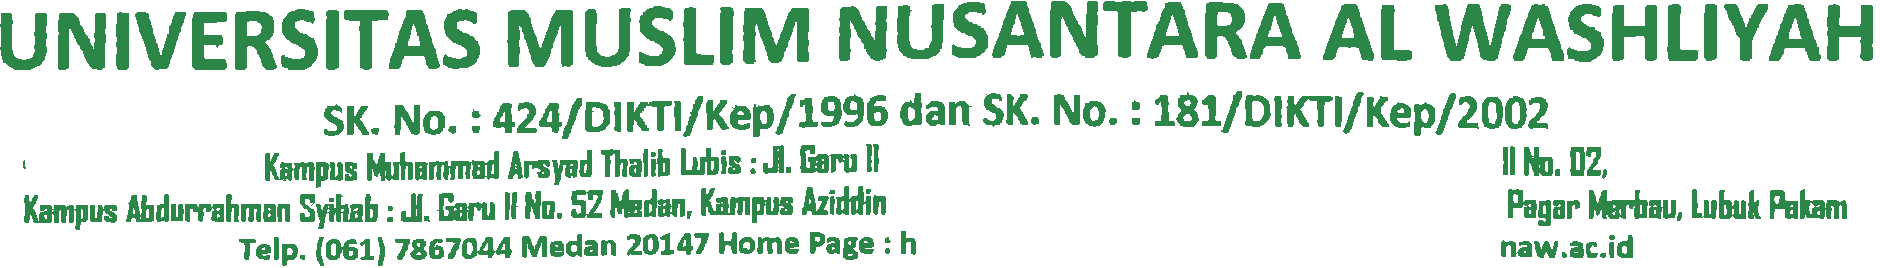 UNIVERSITAS MUSLIM NUSANTARA AL WASHLIYAH
SK. No. : 424/DIKTI/Kep/1996 dan SK. No. : 181/DIKTI/Kep/2002
Kampus Muhammad Arsyad Thalib Lubis : Jl. Garu II II No. 02,
Kampus Abdurrahman Syihab : Jl. Garu II No. 52 Medan, Kampus Aziddin Pagar Merbau, Lubuk Pakam
Telp. (061) 7867044 Medan 20147 Home Page : h naw.ac.id